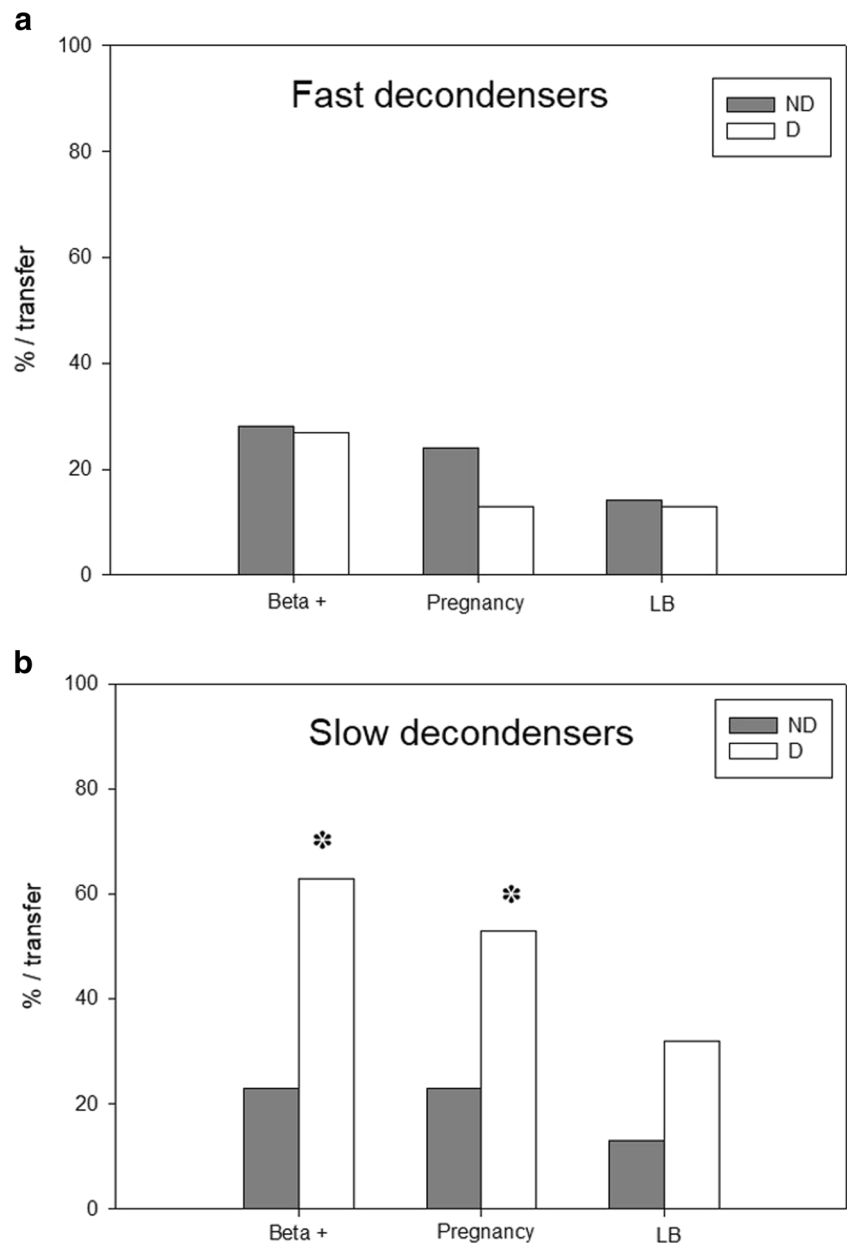 a
Fast decondensers
ND
D
% / transfer
100
80
60
40
20
0
Beta +
Pregnancy
LB
b
Slow decondensers
ND
D
% / transfer
100
80
60
40
20
0
*
*
Beta +
Pregnancy
LB